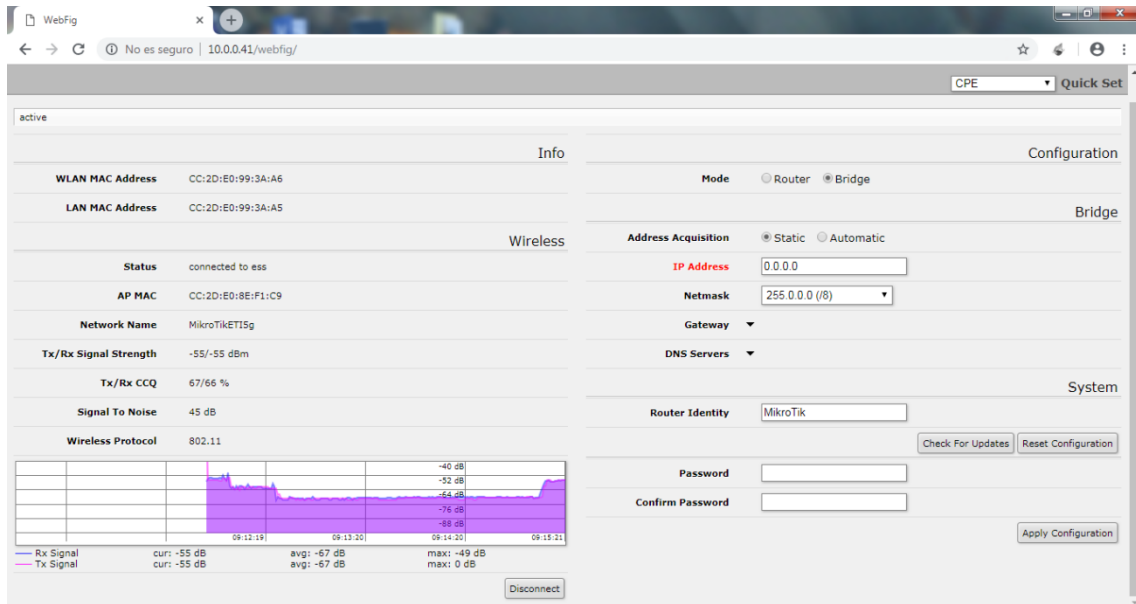 WebFig
No es seguro | 10.0.0.41/webfig/
CPE Quick Set
active
Info
WLAN MAC Address CC:2D:E0:99:3A:A6
LAN MAC Address CC:2D:E0:99:3A:A5
Wireless
Status connected to ess
AP MAC CC:2D:E0:8E:F1:C9
Network Name MikroTikETI5g
Tx/Rx Signal Strength -55/-55 dBm
Tx/Rx CCQ 67/66 %
Signal To Noise 45 dB
Wireless Protocol 802.11
-40 dB
-52 dB
-64 dB
-76 dB
-88 dB
09:12:19 09:13:20 09:14:20 09:15:21
Rx Signal cur: -55 dB avg: -67 dB max: -49 dB
Tx Signal cur: -55 dB avg: -67 dB max: 0 dB
Disconnect
Configuration
Mode Router Bridge
Bridge
Address Acquisition Static Automatic
IP Address 0.0.0.0
Netmask 255.0.0.0 (/8)
Gateway
DNS Servers
System
Router Identity MikroTik
Check For Updates Reset Configuration
Password
Confirm Password
Apply Configuration